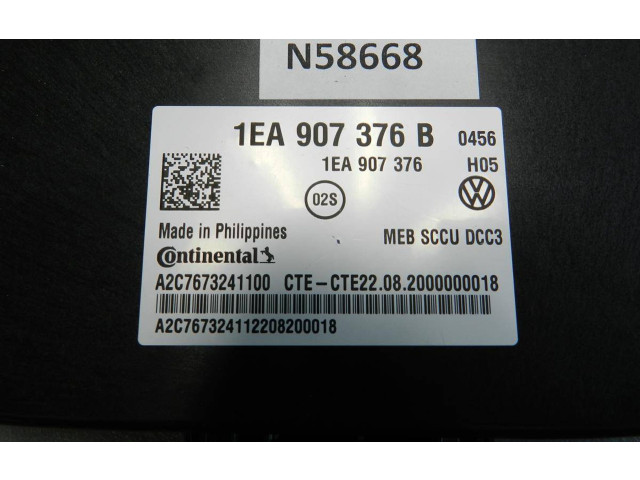 N58668
1EA 907 376 B 0456
1EA 907 376 H05
02S
Made in Philippines MEB SCCU DCC3
Continental
A2C7673241100 CTE-CTE22.08.2000000018
A2C767324112208200018